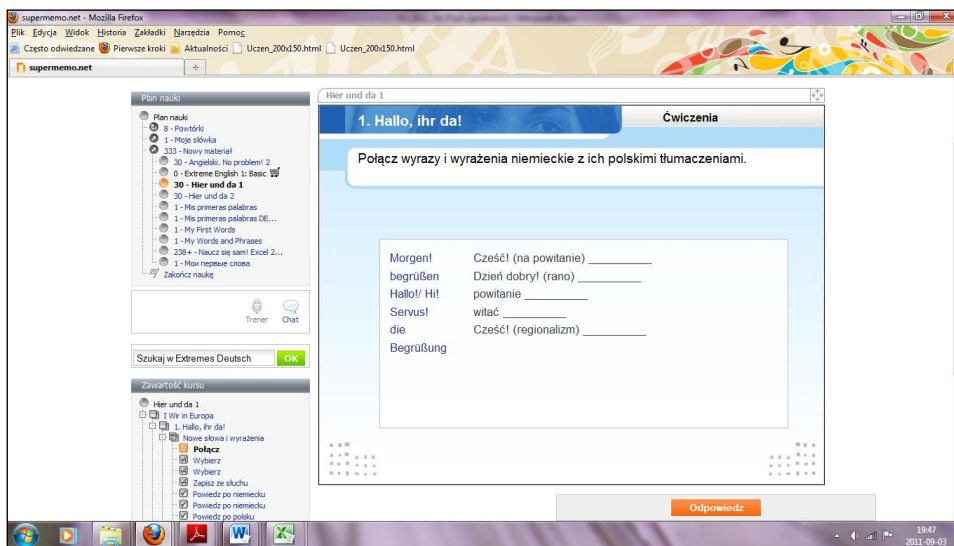 supermemo.net - Mozilla Firefox
Plik Edycja Widok Historia Zakładki Narzędzia Pomoc
Często odwiedzane Pierwsze kroki Aktualności Uczen_200x150.html Uczen_200x150.html
supermemo.net
Plan nauki
Plan nauki
8 - Powtórki
1 - Moje słówka
333 - Nowy materiał
30 - Angielski. No problem! 2
0 - Extreme English 1: Basic
30 - Hier und da 1
30 - Hier und da 2
1 - Mis primeras palabras
1 - Mis primeras palabras DE...
1 - My First Words
1 - My Words and Phrases
238+ - Naucz się sam! Excel 2...
1 - Мои первые слова
Zakończ naukę
Trener Chat
Szukaj w Extremes Deutsch OK
Zawartość kursu
Hier und da 1
I Wir in Europa
1. Hallo, ihr da!
Nowe słowa i wyrażenia
Połącz
Wybierz
Wybierz
Zapisz ze słuchu
Powiedz po niemiecku
Powiedz po niemiecku
Powiedz po polsku
Hier und da 1
1. Hallo, ihr da! Ćwiczenia
Połącz wyrazy i wyrażenia niemieckie z ich polskimi tłumaczeniami.
Morgen! Cześć! (na powitanie) __________
begrüßen Dzień dobry! (rano) __________
Hallo!/ Hi! powitanie __________
Servus! witać __________
die Cześć! (regionalizm) __________
Begrüßung
Odpowiedz
19:47
2011-09-03